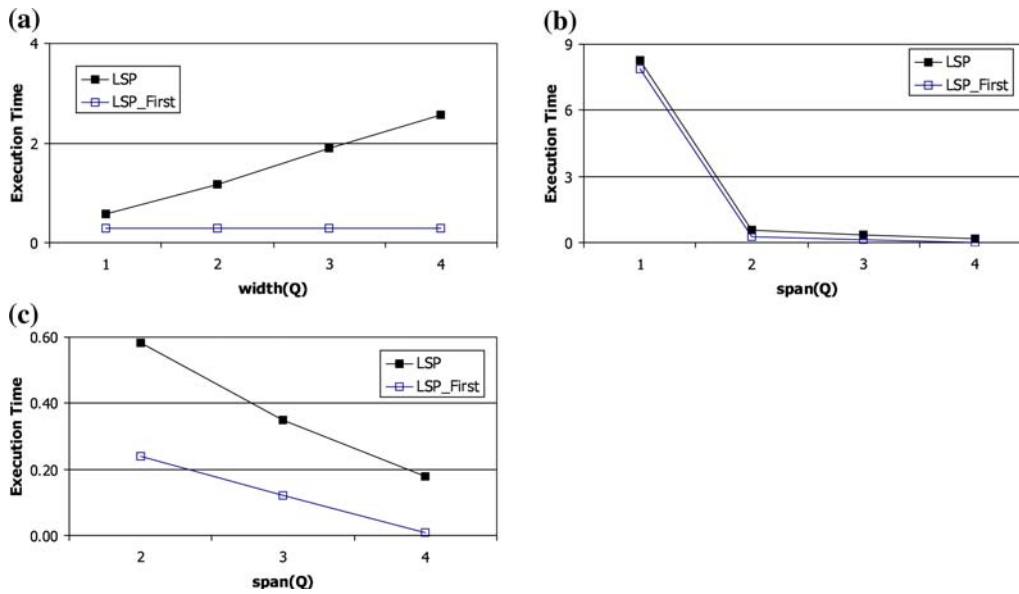 (a)
4
2
0
Execution Time
LSP
LSP_First
1 2 3 4
width(Q)
(b)
9
6
3
0
Execution Time
LSP
LSP_First
1 2 3 4
span(Q)
(c)
0.60
0.40
0.20
0.00
Execution Time
LSP
LSP_First
2 3 4
span(Q)